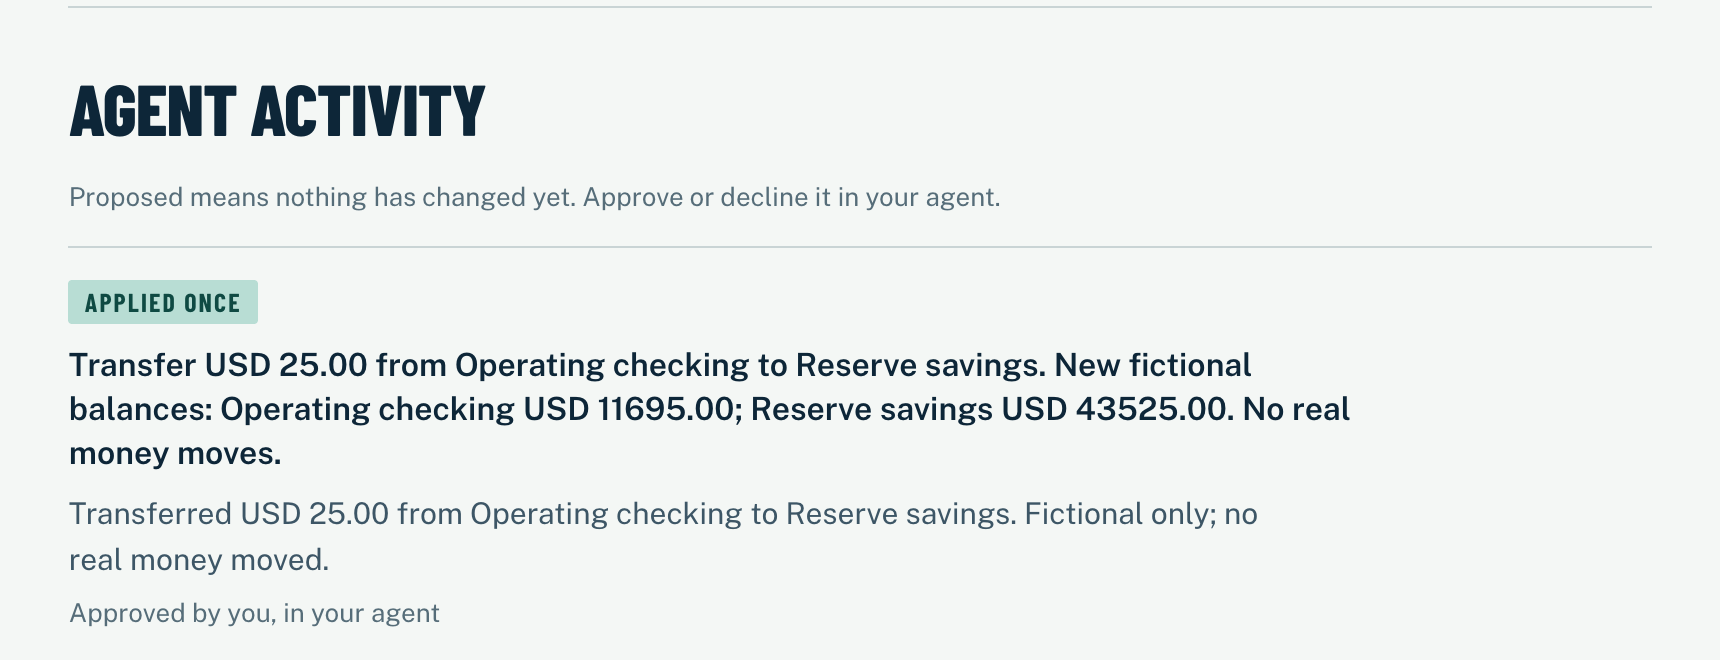 AGENT ACTIVITY
Proposed means nothing has changed yet. Approve or decline it in your agent.
APPLIED ONCE
Transfer USD 25.00 from Operating checking to Reserve savings. New fictional
balances: Operating checking USD 11695.00; Reserve savings USD 43525.00. No real
money moves.
Transferred USD 25.00 from Operating checking to Reserve savings. Fictional only; no
real money moved.
Approved by you, in your agent